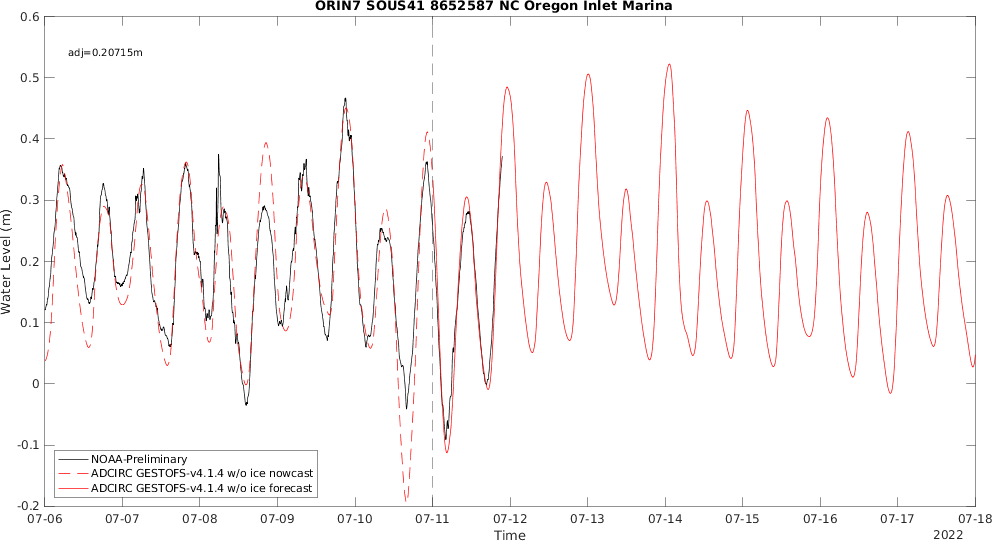 ORIN7 SOUS41 8652587 NC Oregon Inlet Marina
adj=0.20715m
0.6
0.5
0.4
0.3
0.2
0.1
0
-0.1
-0.2
Water Level (m)
NOAA-Preliminary
ADCIRC GESTOFS-v4.1.4 w/o ice nowcast
ADCIRC GESTOFS-v4.1.4 w/o ice forecast
07-06 07-07 07-08 07-09 07-10 07-11 07-12 07-13 07-14 07-15 07-16 07-17 07-18
Time
2022